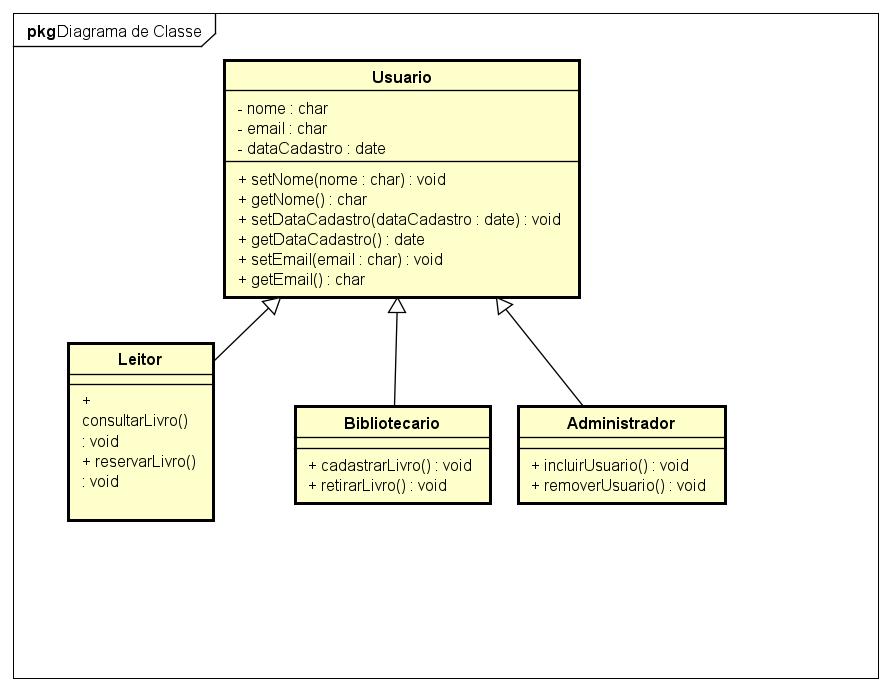 pkg Diagrama de Classe
Usuario
- nome : char
- email : char
- dataCadastro : date
+ setNome(nome : char) : void
+ getNome() : char
+ setDataCadastro(dataCadastro : date) : void
+ getDataCadastro() : date
+ setEmail(email : char) : void
+ getEmail() : char
Leitor
+
consultarLivro()
: void
+ reservarLivro()
: void
Bibliotecario
+ cadastrarLivro() : void
+ retirarLivro() : void
Administrador
+ incluirUsuario() : void
+ removerUsuario() : void